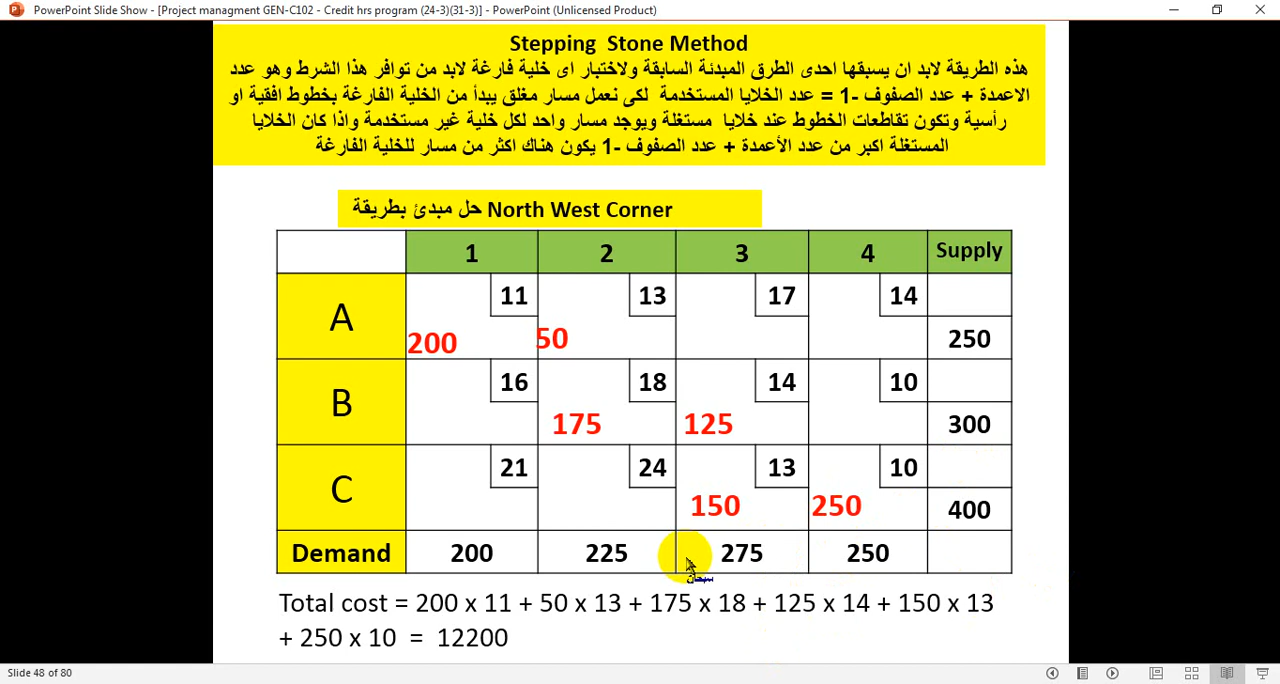 PowerPoint Slide Show - [Project managment GEN-C102 - Credit hrs program (24-3)(31-3)] - PowerPoint (Unlicensed Product)
Stepping Stone Method
هذه الطريقة لابد ان يسبقها احدى الطرق المبدئة السابقة ولاختبار اى خلية فارغة لابد من توافر هذا الشرط وهو عدد
الاعمدة + عدد الصفوف -1 = عدد الخلايا المستخدمة لكى نعمل مسار مغلق يبدأ من الخلية الفارغة بخطوط افقية او
رأسية وتكون تقاطعات الخطوط عند خلايا مستغلة ويوجد مسار واحد لكل خلية غير مستخدمة واذا كان الخلايا
المستغلة اكبر من عدد الأعمدة + عدد الصفوف -1 يكون هناك اكثر من مسار للخلية الفارغة
حل مبدئ بطريقة North West Corner
1 2 3 4 Supply
A 11 13 17 14
200 50 250
B 16 18 14 10
175 125 300
C 21 24 13 10
150 250 400
Demand 200 225 275 250
Total cost = 200 x 11 + 50 x 13 + 175 x 18 + 125 x 14 + 150 x 13
+ 250 x 10 = 12200
Slide 48 of 80